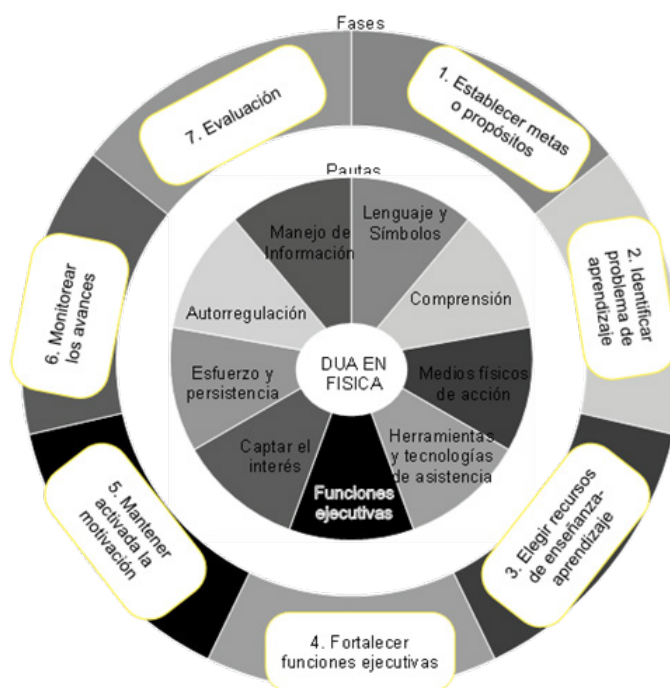 Fases
1. Establecer metas
o propósitos
2. Identificar
problema de
aprendizaje
3. Elegir recursos
de enseñanza-
aprendizaje
4. Fortalecer
funciones ejecutivas
5. Mantener
activada la
motivación
6. Monitorear
los avances
7. Evaluación
Pautas
Lenguaje y
Símbolos
Comprensión
Medios físicos
de acción
Herramientas
y tecnologías
de asistencia
Funciones
ejecutivas
Captar el
interés
Esfuerzo y
persistencia
Autorregulación
Manejo de
Información
DUA EN
FISICA